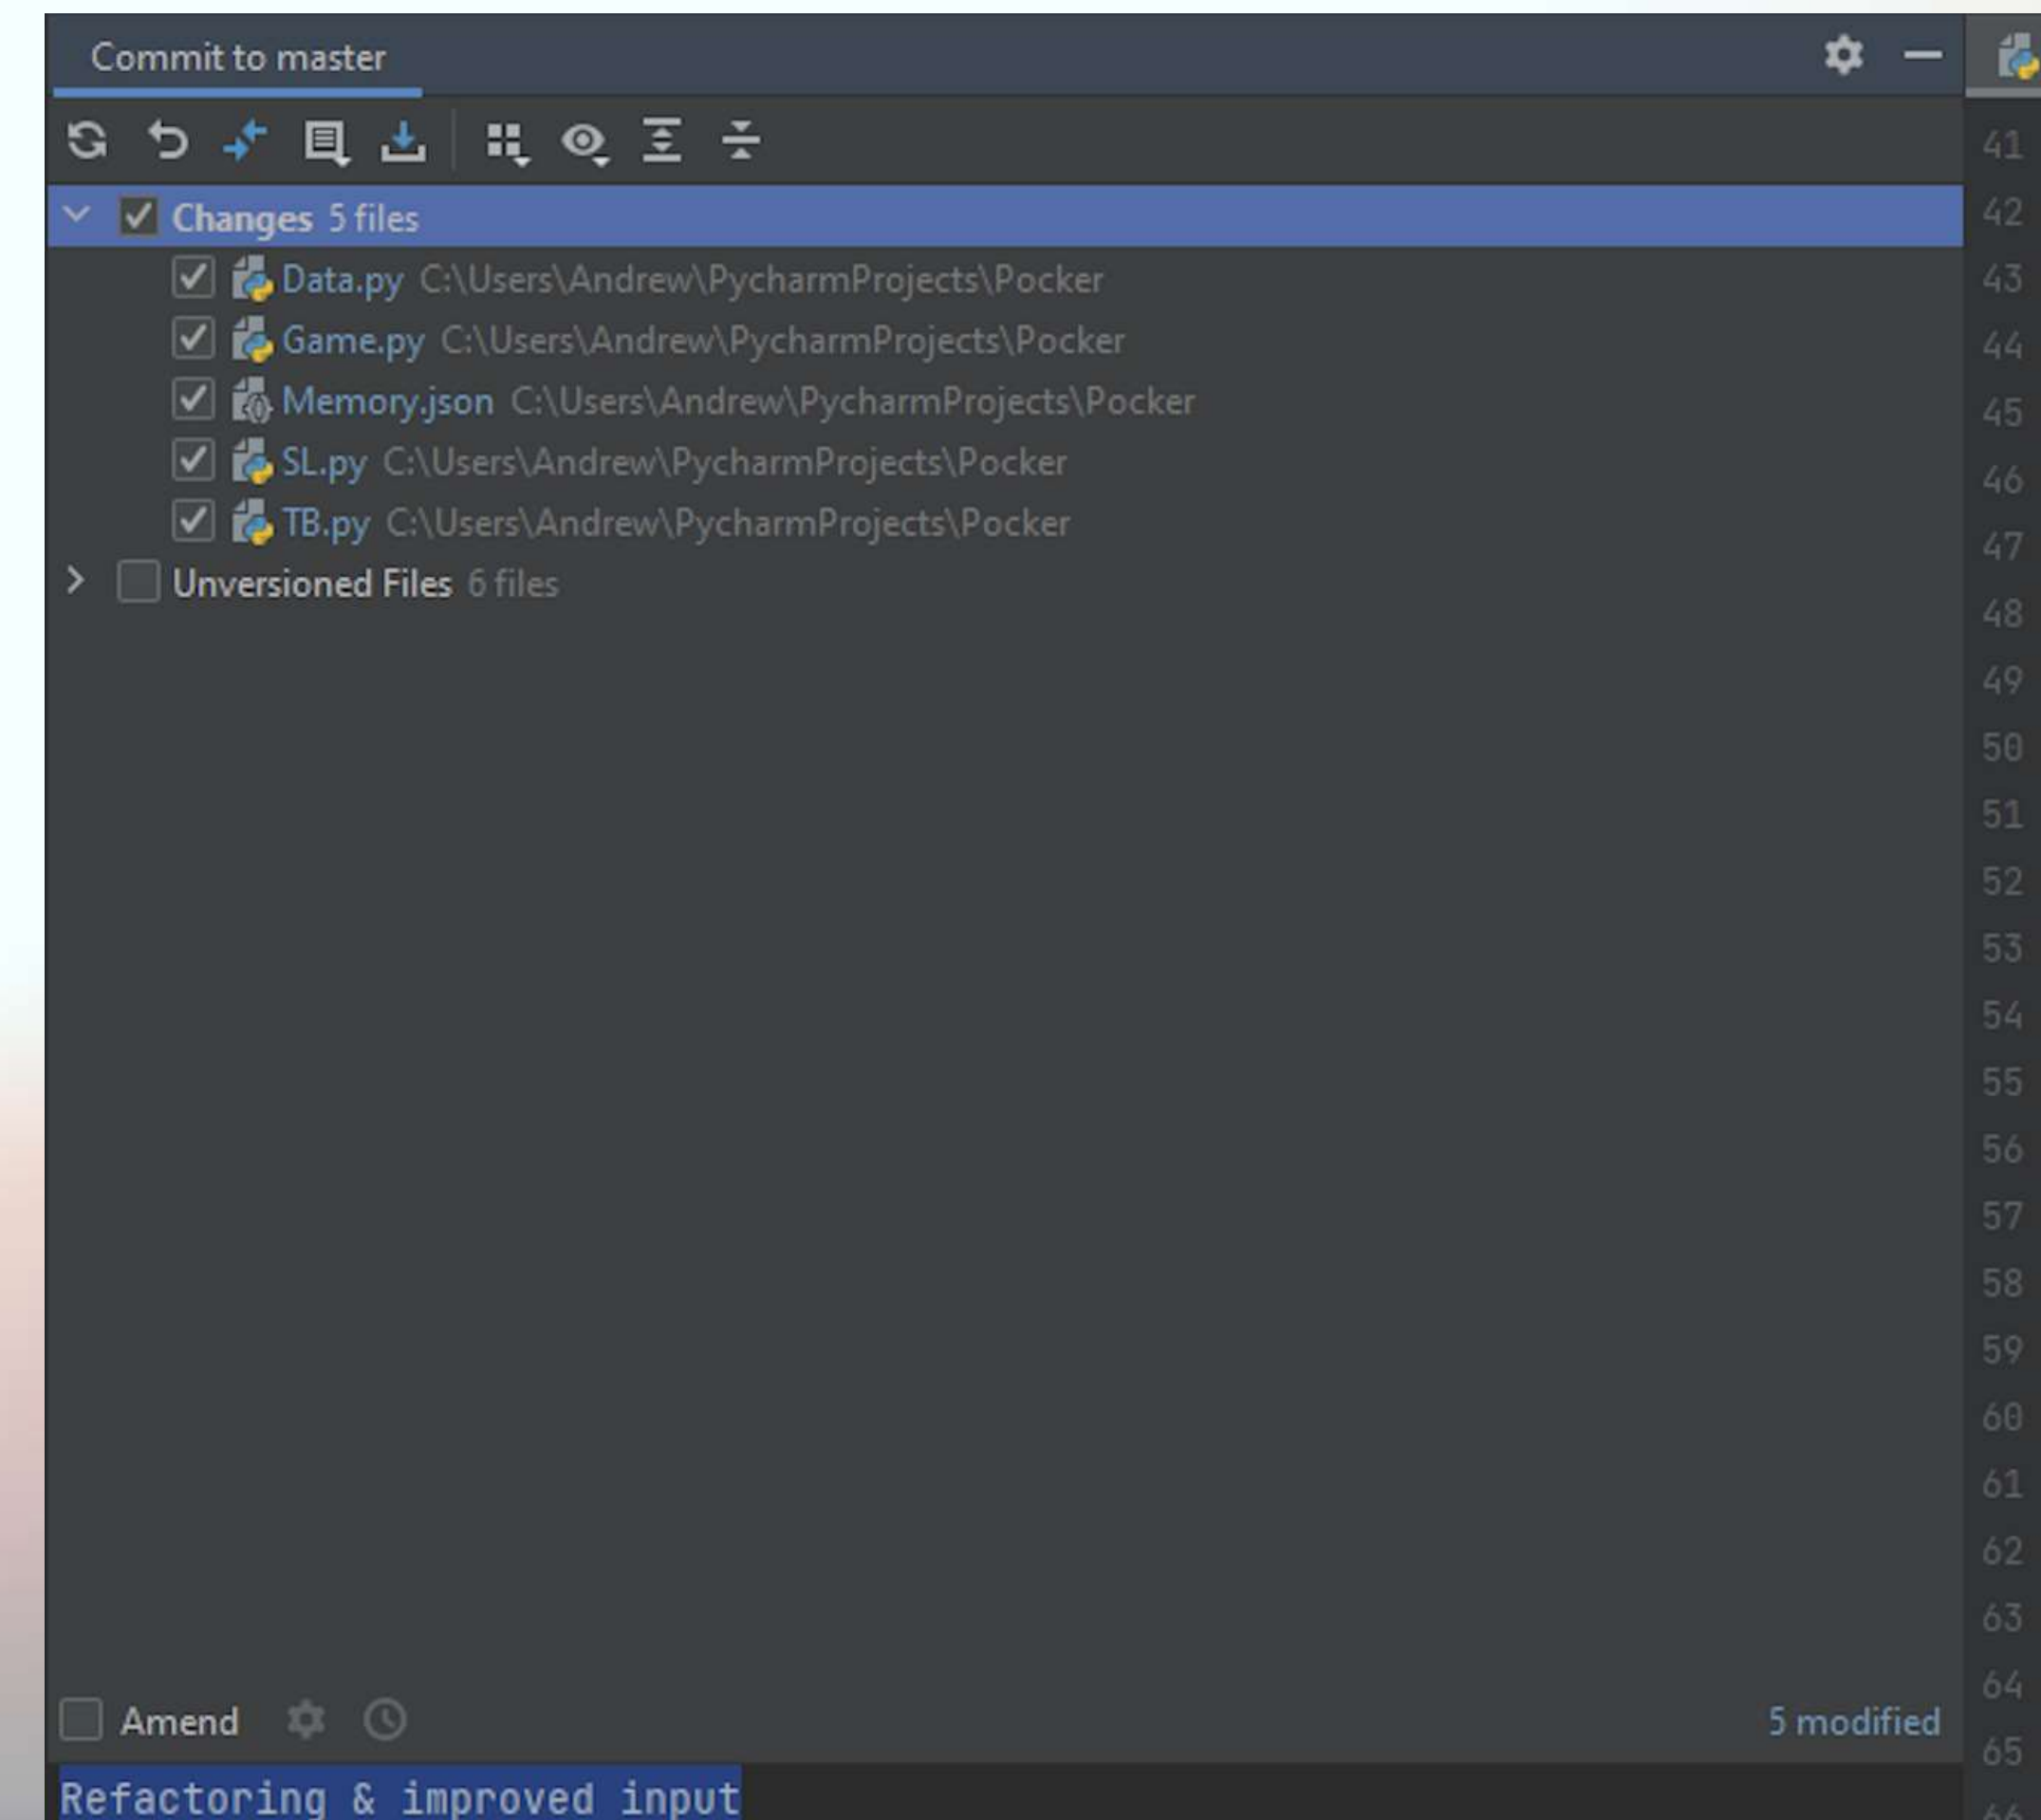 Commit to master
Changes 5 files
Data.py C:\Users\Andrew\PycharmProjects\Pocker
Game.py C:\Users\Andrew\PycharmProjects\Pocker
Memory.json C:\Users\Andrew\PycharmProjects\Pocker
SL.py C:\Users\Andrew\PycharmProjects\Pocker
TB.py C:\Users\Andrew\PycharmProjects\Pocker
Unversioned Files 6 files
Amend 5 modified
Refactoring & improved input
41
42
43
44
45
46
47
48
49
50
51
52
53
54
55
56
57
58
59
60
61
62
63
64
65
66